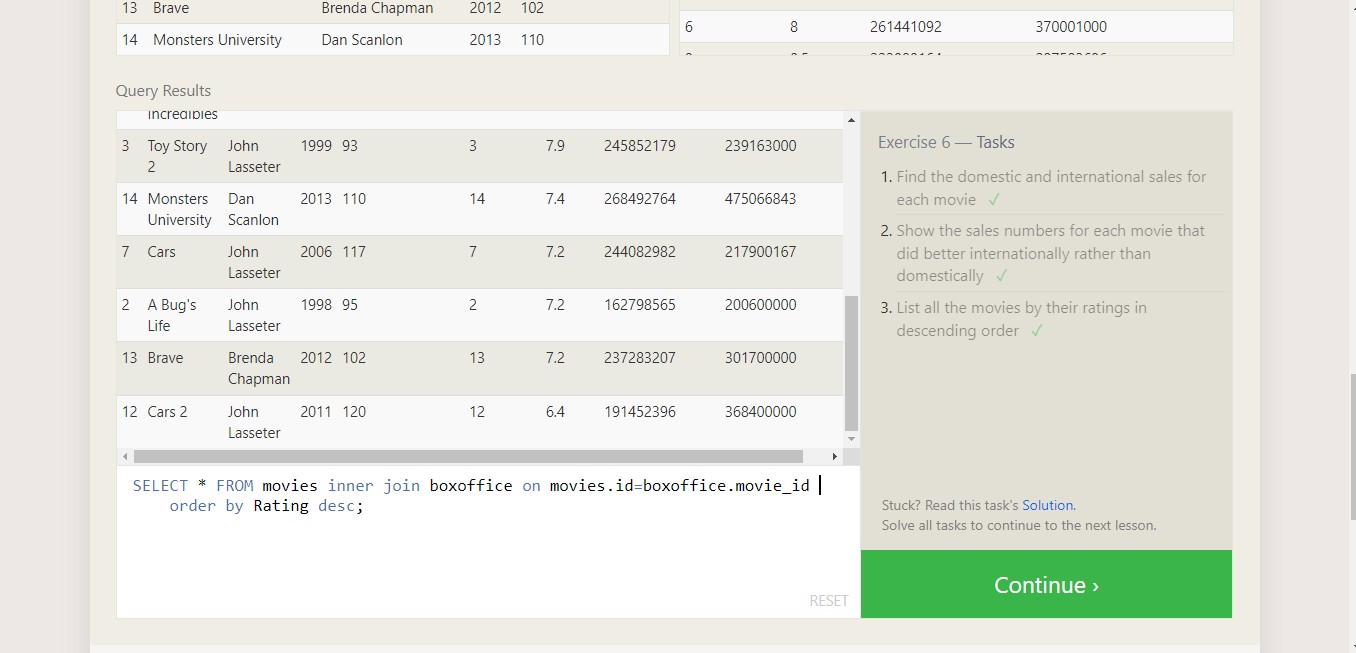 13 Brave Brenda Chapman 2012 102
14 Monsters University Dan Scanlon 2013 110
6 8 261441092 370001000
Query Results
Incredibles
3 Toy Story John 1999 93 3 7.9 245852179 239163000
2 Lasseter
14 Monsters Dan 2013 110 14 7.4 268492764 475066843
University Scanlon
7 Cars John 2006 117 7 7.2 244082982 217900167
Lasseter
2 A Bug's John 1998 95 2 7.2 162798565 200600000
Life Lasseter
13 Brave Brenda 2012 102 13 7.2 237283207 301700000
Chapman
12 Cars 2 John 2011 120 12 6.4 191452396 368400000
Lasseter
SELECT * FROM movies inner join boxoffice on movies.id=boxoffice.movie_id
order by Rating desc;
RESET
Exercise 6 — Tasks
1. Find the domestic and international sales for
each movie ✓
2. Show the sales numbers for each movie that
did better internationally rather than
domestically ✓
3. List all the movies by their ratings in
descending order ✓
Stuck? Read this task's Solution.
Solve all tasks to continue to the next lesson.
Continue ›